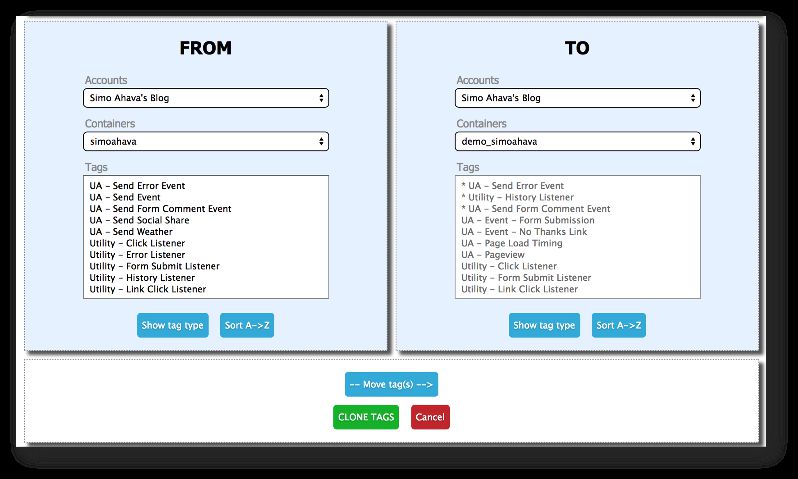 FROM
Accounts
Simo Ahava's Blog
Containers
simoahava
Tags
UA - Send Error Event
UA - Send Event
UA - Send Form Comment Event
UA - Send Social Share
UA - Send Weather
Utility - Click Listener
Utility - Error Listener
Utility - Form Submit Listener
Utility - History Listener
Utility - Link Click Listener
Show tag type
Sort A->Z
TO
Accounts
Simo Ahava's Blog
Containers
demo_simoahava
Tags
* UA - Send Error Event
* Utility - History Listener
* UA - Send Form Comment Event
UA - Event - Form Submission
UA - Event - No Thanks Link
UA - Page Load Timing
UA - Pageview
Utility - Click Listener
Utility - Form Submit Listener
Utility - Link Click Listener
Show tag type
Sort A->Z
-- Move tag(s) -->
CLONE TAGS
Cancel